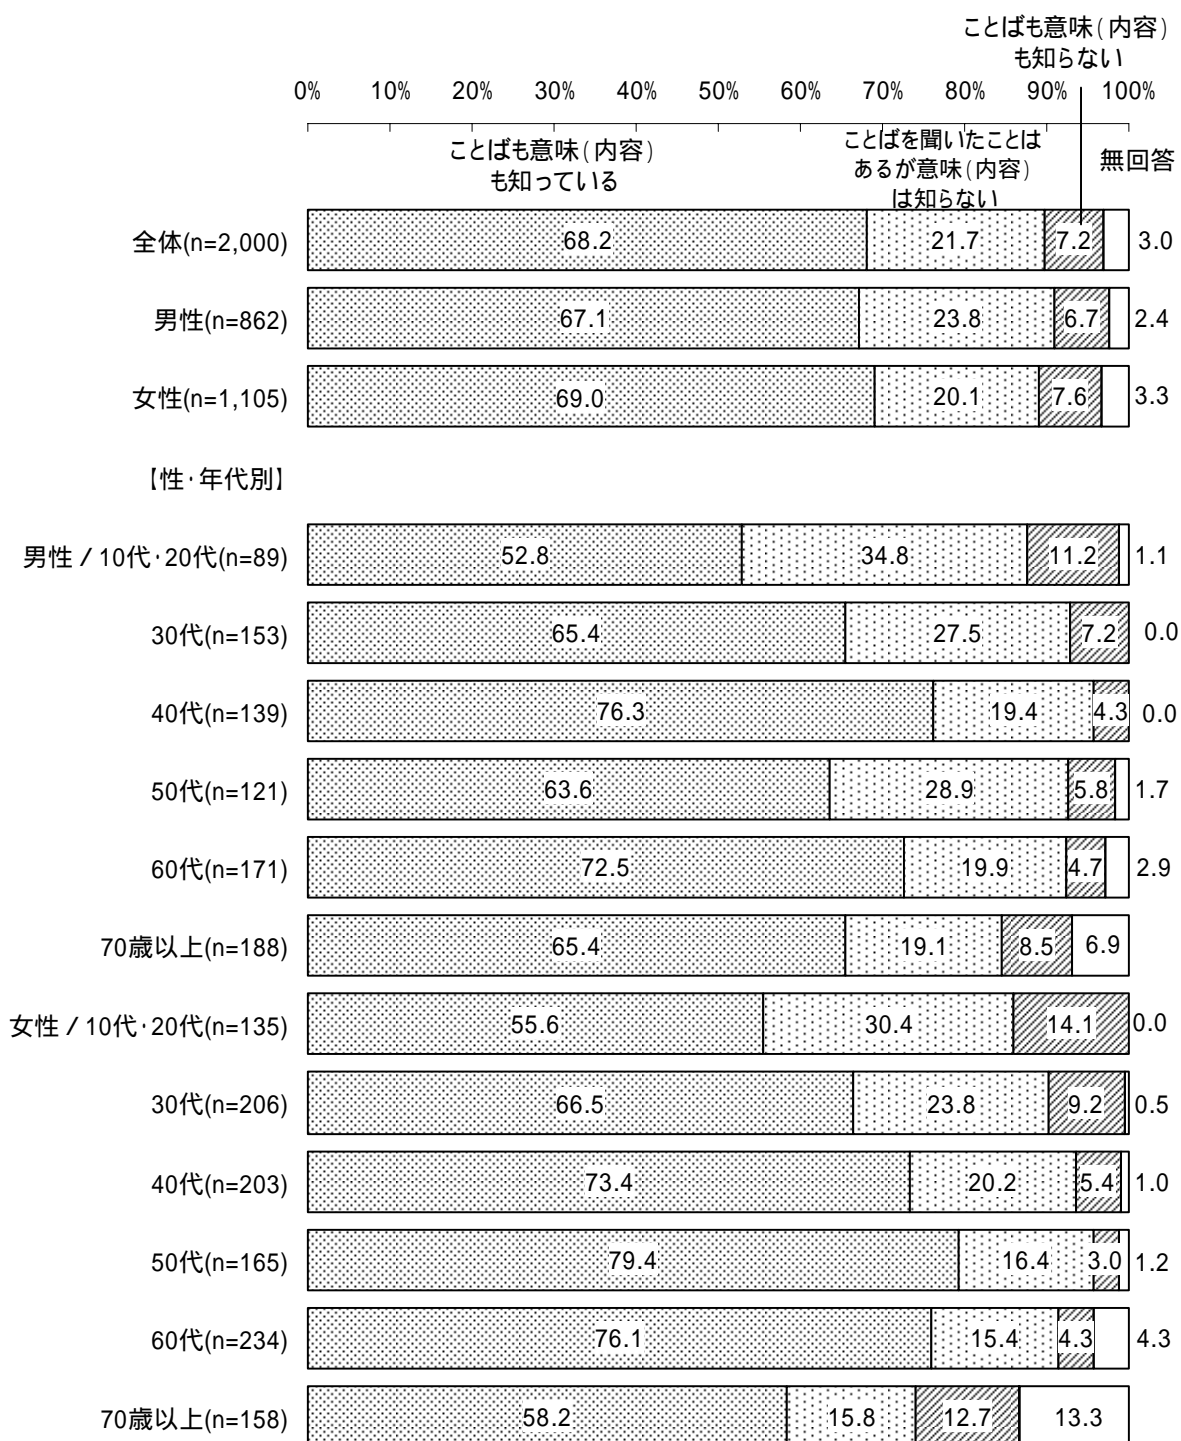 ことばも意味(内容)
も知らない
0% 10% 20% 30% 40% 50% 60% 70% 80% 90% 100%
ことばも意味(内容)
も知っている
ことばを聞いたことは
あるが意味(内容)
は知らない
無回答
全体(n=2,000) 68.2 21.7 7.2 3.0
男性(n=862) 67.1 23.8 6.7 2.4
女性(n=1,105) 69.0 20.1 7.6 3.3
【性・年代別】
男性/10代・20代(n=89) 52.8 34.8 11.2 1.1
30代(n=153) 65.4 27.5 7.2 0.0
40代(n=139) 76.3 19.4 4.3 0.0
50代(n=121) 63.6 28.9 5.8 1.7
60代(n=171) 72.5 19.9 4.7 2.9
70歳以上(n=188) 65.4 19.1 8.5 6.9
女性/10代・20代(n=135) 55.6 30.4 14.1 0.0
30代(n=206) 66.5 23.8 9.2 0.5
40代(n=203) 73.4 20.2 5.4 1.0
50代(n=165) 79.4 16.4 3.0 1.2
60代(n=234) 76.1 15.4 4.3 4.3
70歳以上(n=158) 58.2 15.8 12.7 13.3